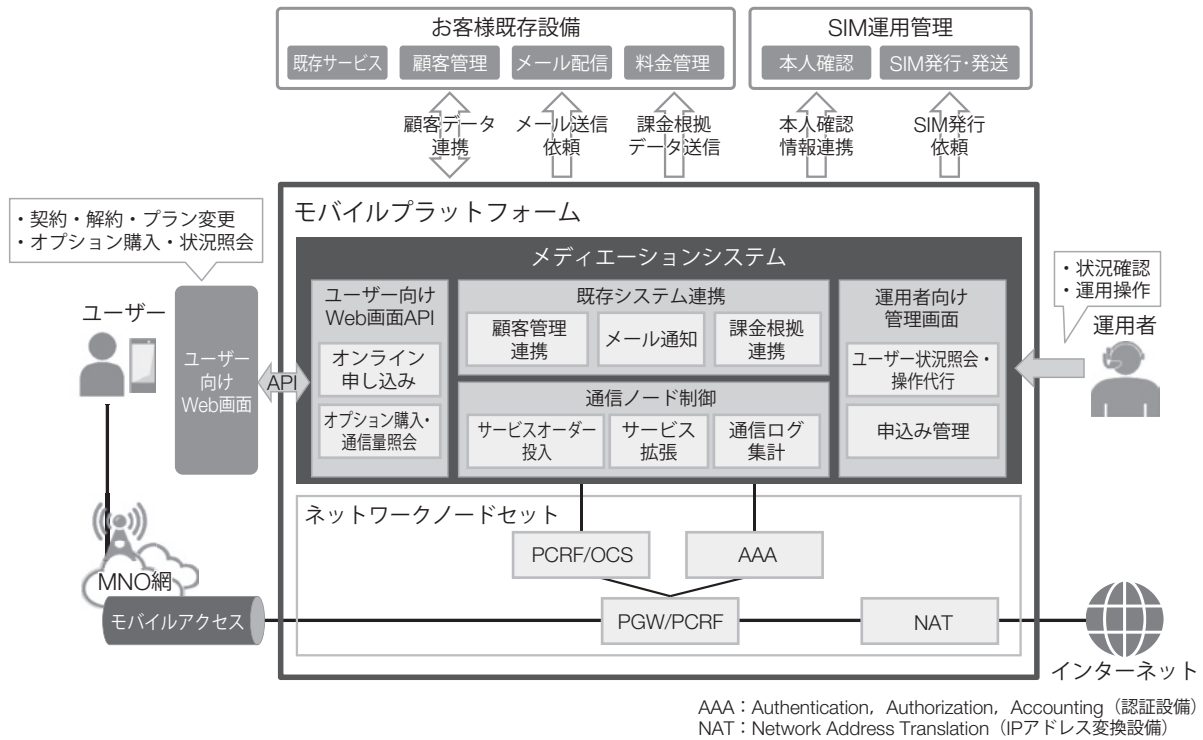 お客様既存設備
既存サービス
顧客管理
メール配信
料金管理
SIM運用管理
本人確認
SIM発行・発送
顧客データ
連携
メール送信
依頼
課金根拠
データ送信
本人確認
情報連携
SIM発行
依頼
・契約・解約・プラン変更
・オプション購入・状況照会
モバイルプラットフォーム
メディエーションシステム
ユーザー
ユーザー
向け
Web画面
API
ユーザー向け
Web画面API
オンライン
申し込み
オプション購入・
通信量照会
既存システム連携
顧客管理
連携
メール通知
課金根拠
連携
通信ノード制御
サービスオーダー
投入
サービス
拡張
通信ログ
集計
運用者向け
管理画面
ユーザー状況照会・
操作代行
申込み管理
・状況確認
・運用操作
運用者
ネットワークノードセット
PCRF/OCS
AAA
MNO網
モバイルアクセス
PGW/PCRF
NAT
インターネット
AAA：Authentication, Authorization, Accounting（認証設備）
NAT：Network Address Translation（IPアドレス変換設備）